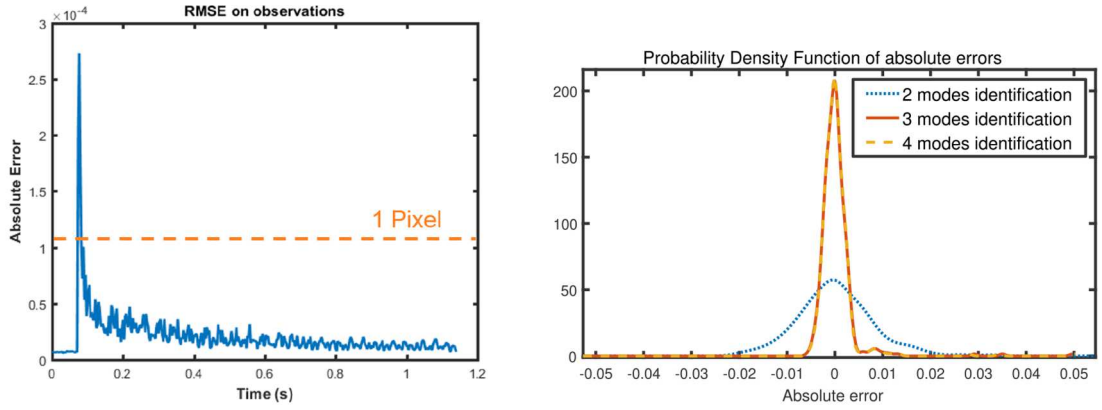 RMSE on observations
×10⁻⁴
3
2.5
2
1.5
1
0.5
0
1 Pixel
0 0.2 0.4 0.6 0.8 1 1.2
Time (s)
Absolute Error
Probability Density Function of absolute errors
200
150
100
50
0
2 modes identification
3 modes identification
4 modes identification
-0.05 -0.04 -0.03 -0.02 -0.01 0 0.01 0.02 0.03 0.04 0.05
Absolute error